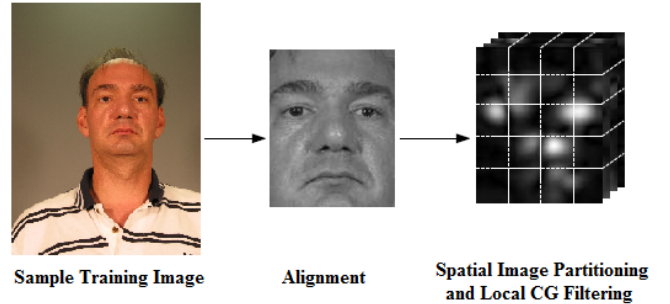 Sample Training Image
Alignment
Spatial Image Partitioning
and Local CG Filtering